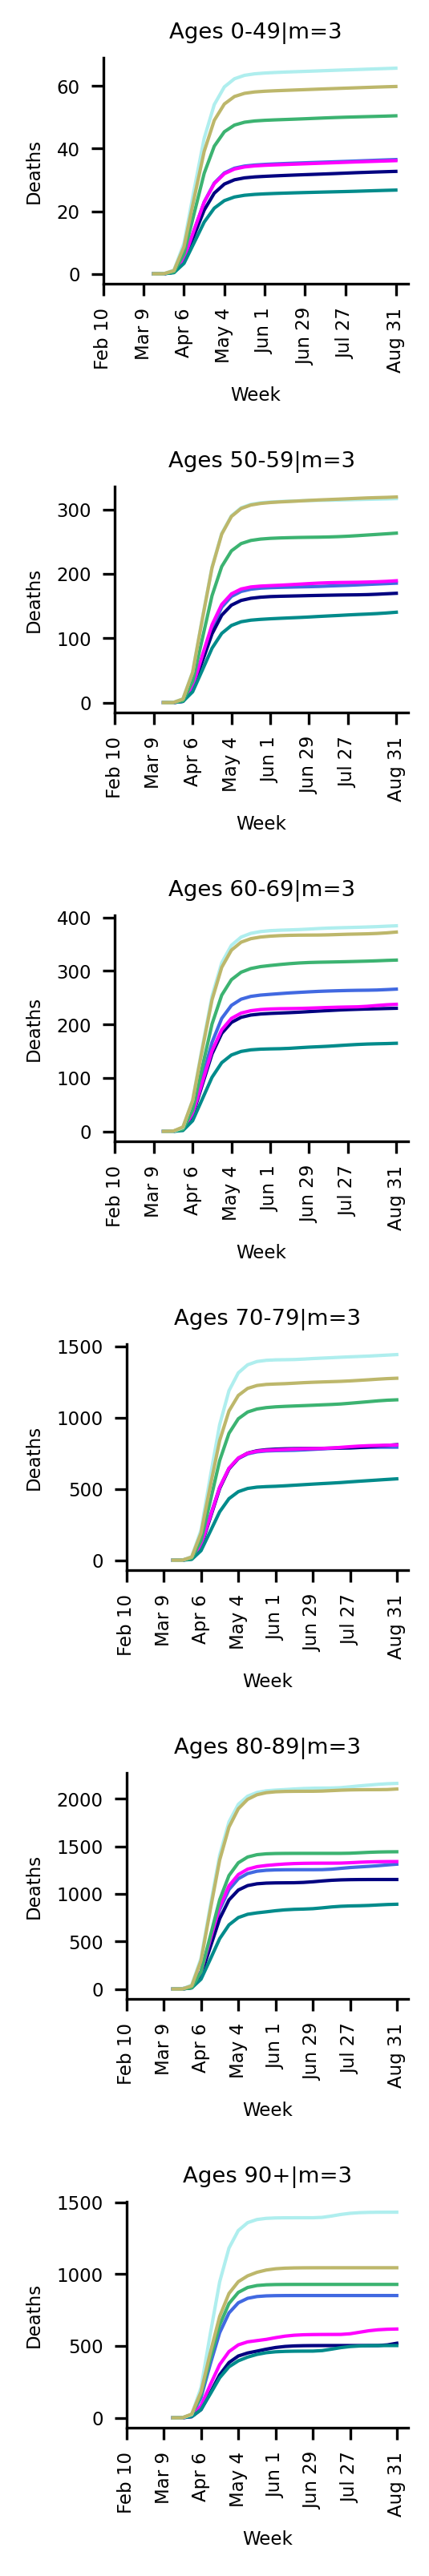 Ages 0-49|m=3
60
40
20
0
Deaths
Feb 10
Mar 9
Apr 6
May 4
Jun 1
Jun 29
Jul 27
Aug 31
Week
Ages 50-59|m=3
300
200
100
0
Deaths
Feb 10
Mar 9
Apr 6
May 4
Jun 1
Jun 29
Jul 27
Aug 31
Week
Ages 60-69|m=3
400
300
200
100
0
Deaths
Feb 10
Mar 9
Apr 6
May 4
Jun 1
Jun 29
Jul 27
Aug 31
Week
Ages 70-79|m=3
1500
1000
500
0
Deaths
Feb 10
Mar 9
Apr 6
May 4
Jun 1
Jun 29
Jul 27
Aug 31
Week
Ages 80-89|m=3
2000
1500
1000
500
0
Deaths
Feb 10
Mar 9
Apr 6
May 4
Jun 1
Jun 29
Jul 27
Aug 31
Week
Ages 90+|m=3
1500
1000
500
0
Deaths
Feb 10
Mar 9
Apr 6
May 4
Jun 1
Jun 29
Jul 27
Aug 31
Week